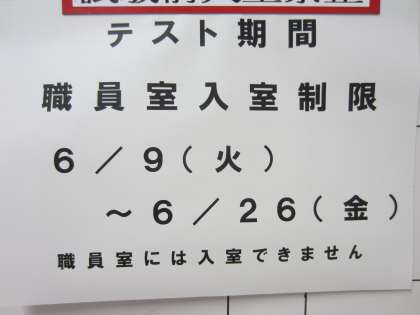 テスト期間
職員室入室制限
６／９（火）
～６／２６（金）
職員室には入室できません